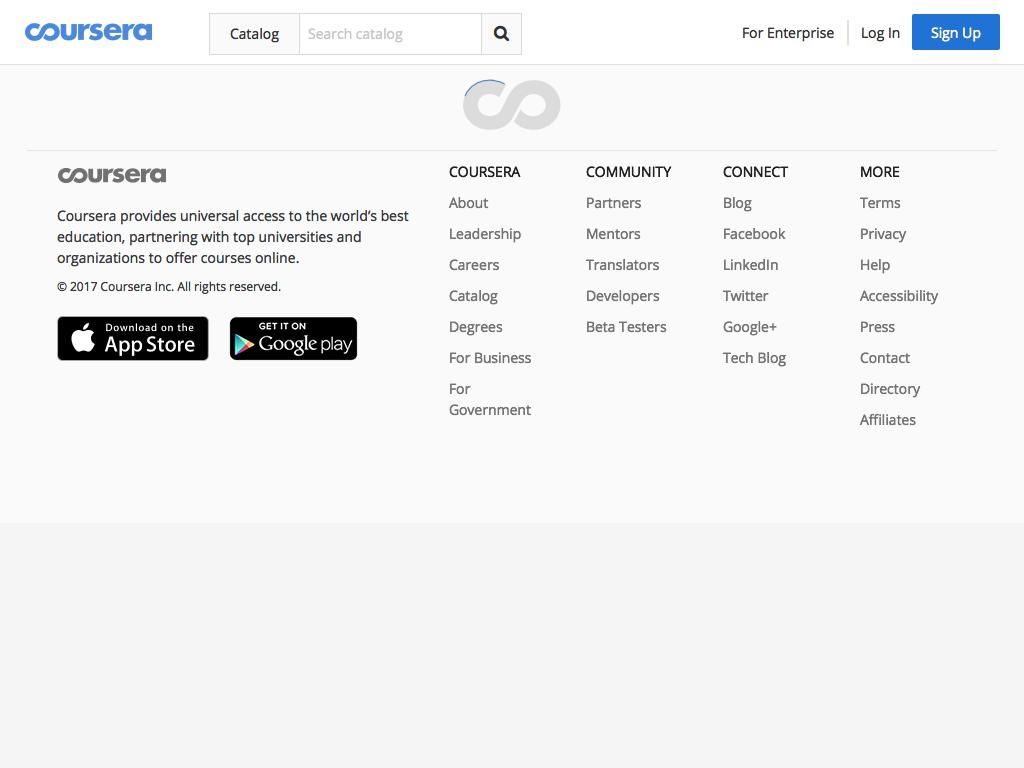 coursera
Catalog
Search catalog
For Enterprise
Log In
Sign Up
coursera
Coursera provides universal access to the world’s best
education, partnering with top universities and
organizations to offer courses online.
© 2017 Coursera Inc. All rights reserved.
Download on the
App Store
GET IT ON
Google play
COURSERA
About
Leadership
Careers
Catalog
Degrees
For Business
For
Government
COMMUNITY
Partners
Mentors
Translators
Developers
Beta Testers
CONNECT
Blog
Facebook
LinkedIn
Twitter
Google+
Tech Blog
MORE
Terms
Privacy
Help
Accessibility
Press
Contact
Directory
Affiliates